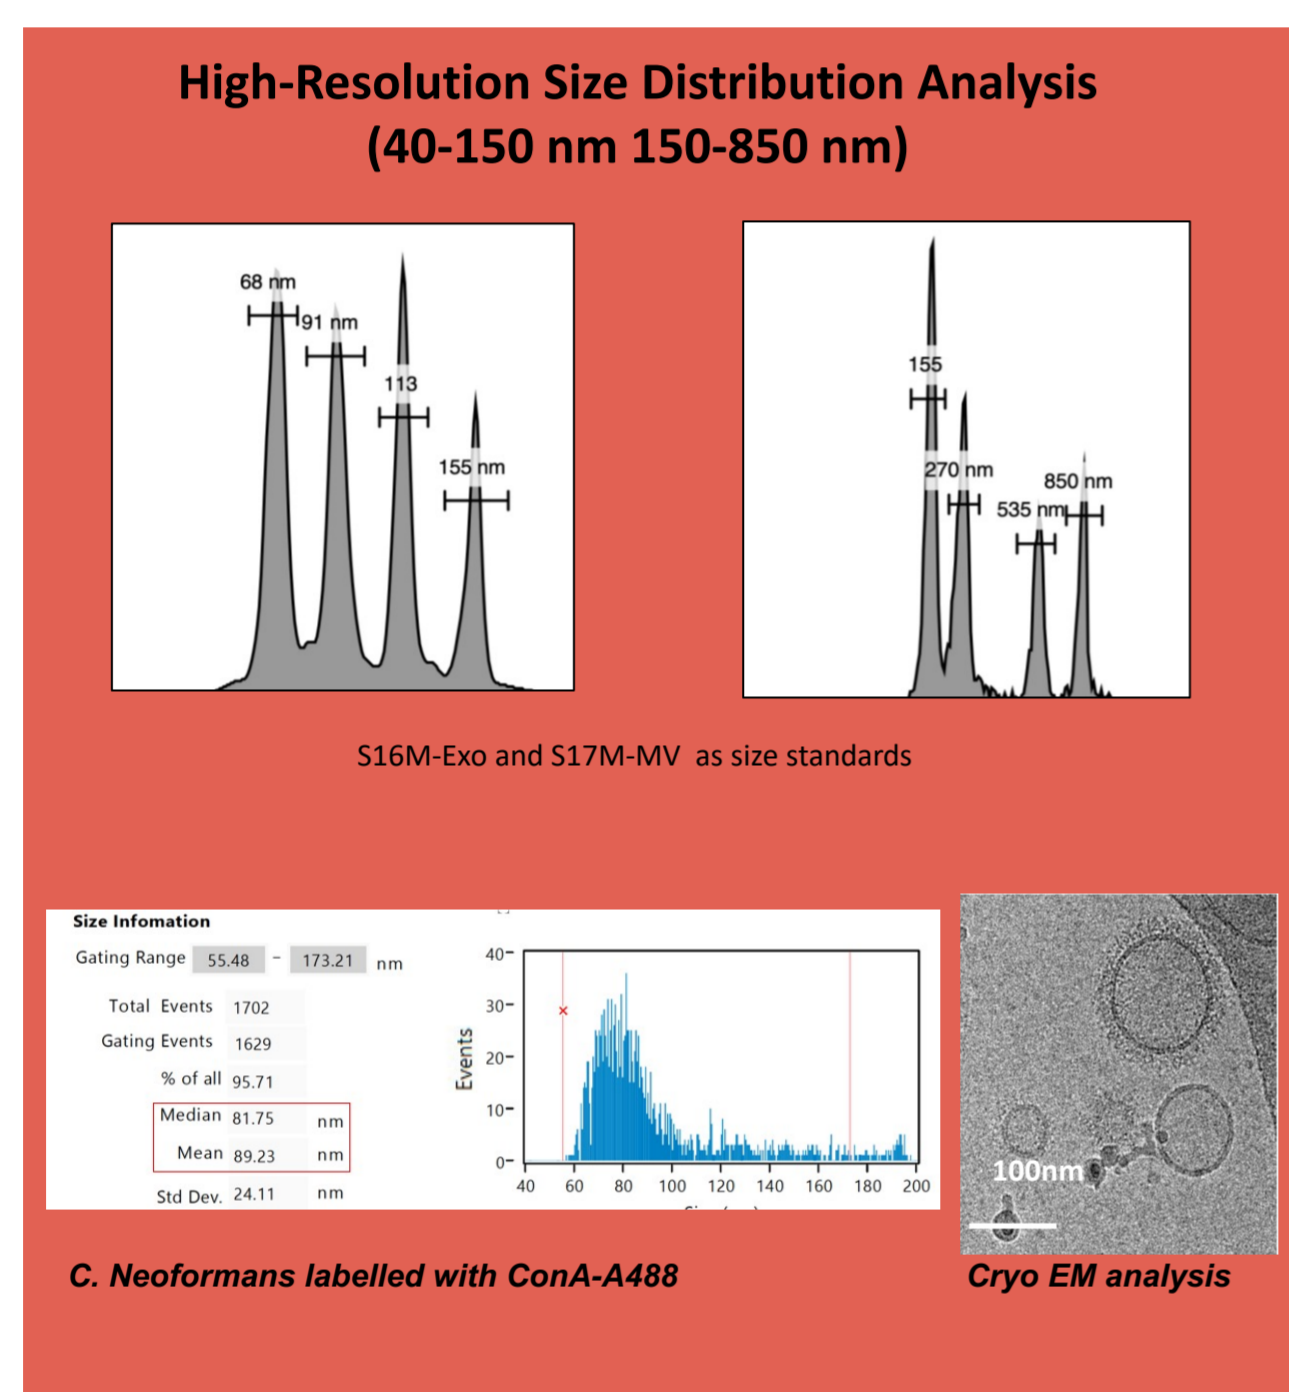 High-Resolution Size Distribution Analysis
(40-150 nm 150-850 nm)
68 nm
91 nm
113
155 nm
155
270 nm
535 nm
850 nm
S16M-Exo and S17M-MV as size standards
Size Infomation
Gating Range 55.48 - 173.21 nm
Total Events 1702
Gating Events 1629
% of all 95.71
Median 81.75 nm
Mean 89.23 nm
Std Dev. 24.11 nm
Events
40
30
20
10
0
40 60 80 100 120 140 160 180 200
100nm
C. Neoformans labelled with ConA-A488
Cryo EM analysis